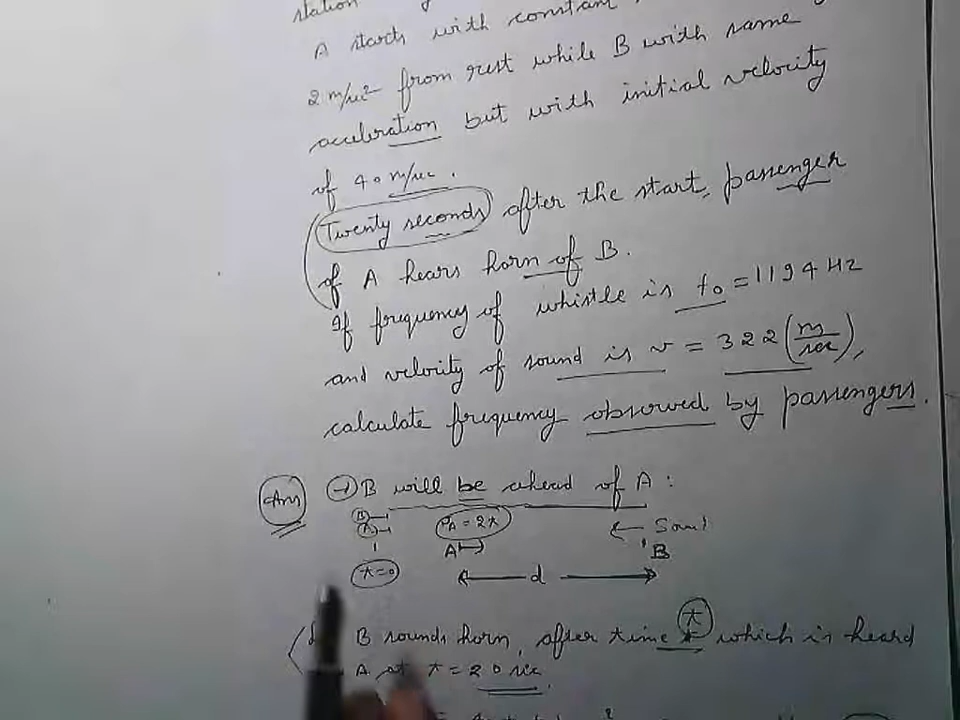 station
A starts with constant
2 m/sec² from rest while B with same
acceleration but with initial velocity
of 40 m/sec.
Twenty seconds after the start, passenger
of A hears horn of B.
If frequency of whistle is f₀ = 1194 Hz
and velocity of sound is v = 322 (m/sec),
calculate frequency observed by passengers.
Ans → B will be ahead of A:
B A = 2t ← Sound
A B
t=0 d
B sounds horn, after time t which is heard
A at t = 20 sec.